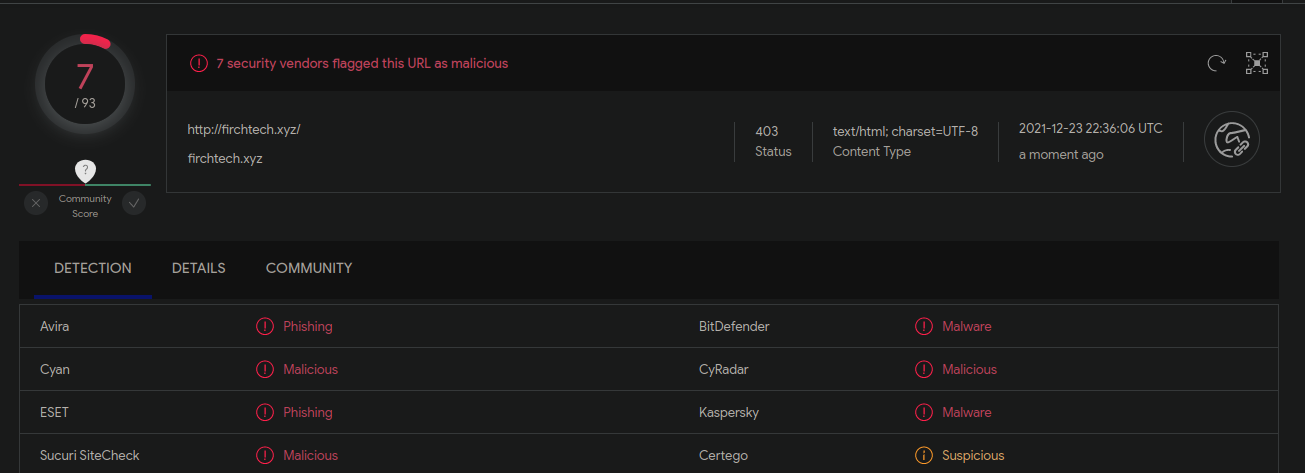 7
/ 93
?
Community
Score
7 security vendors flagged this URL as malicious
http://firchtech.xyz/
firchtech.xyz
403
Status
text/html; charset=UTF-8
Content Type
2021-12-23 22:36:06 UTC
a moment ago
DETECTION DETAILS COMMUNITY
Avira Phishing BitDefender Malware
Cyan Malicious CyRadar Malicious
ESET Phishing Kaspersky Malware
Sucuri SiteCheck Malicious Certego Suspicious